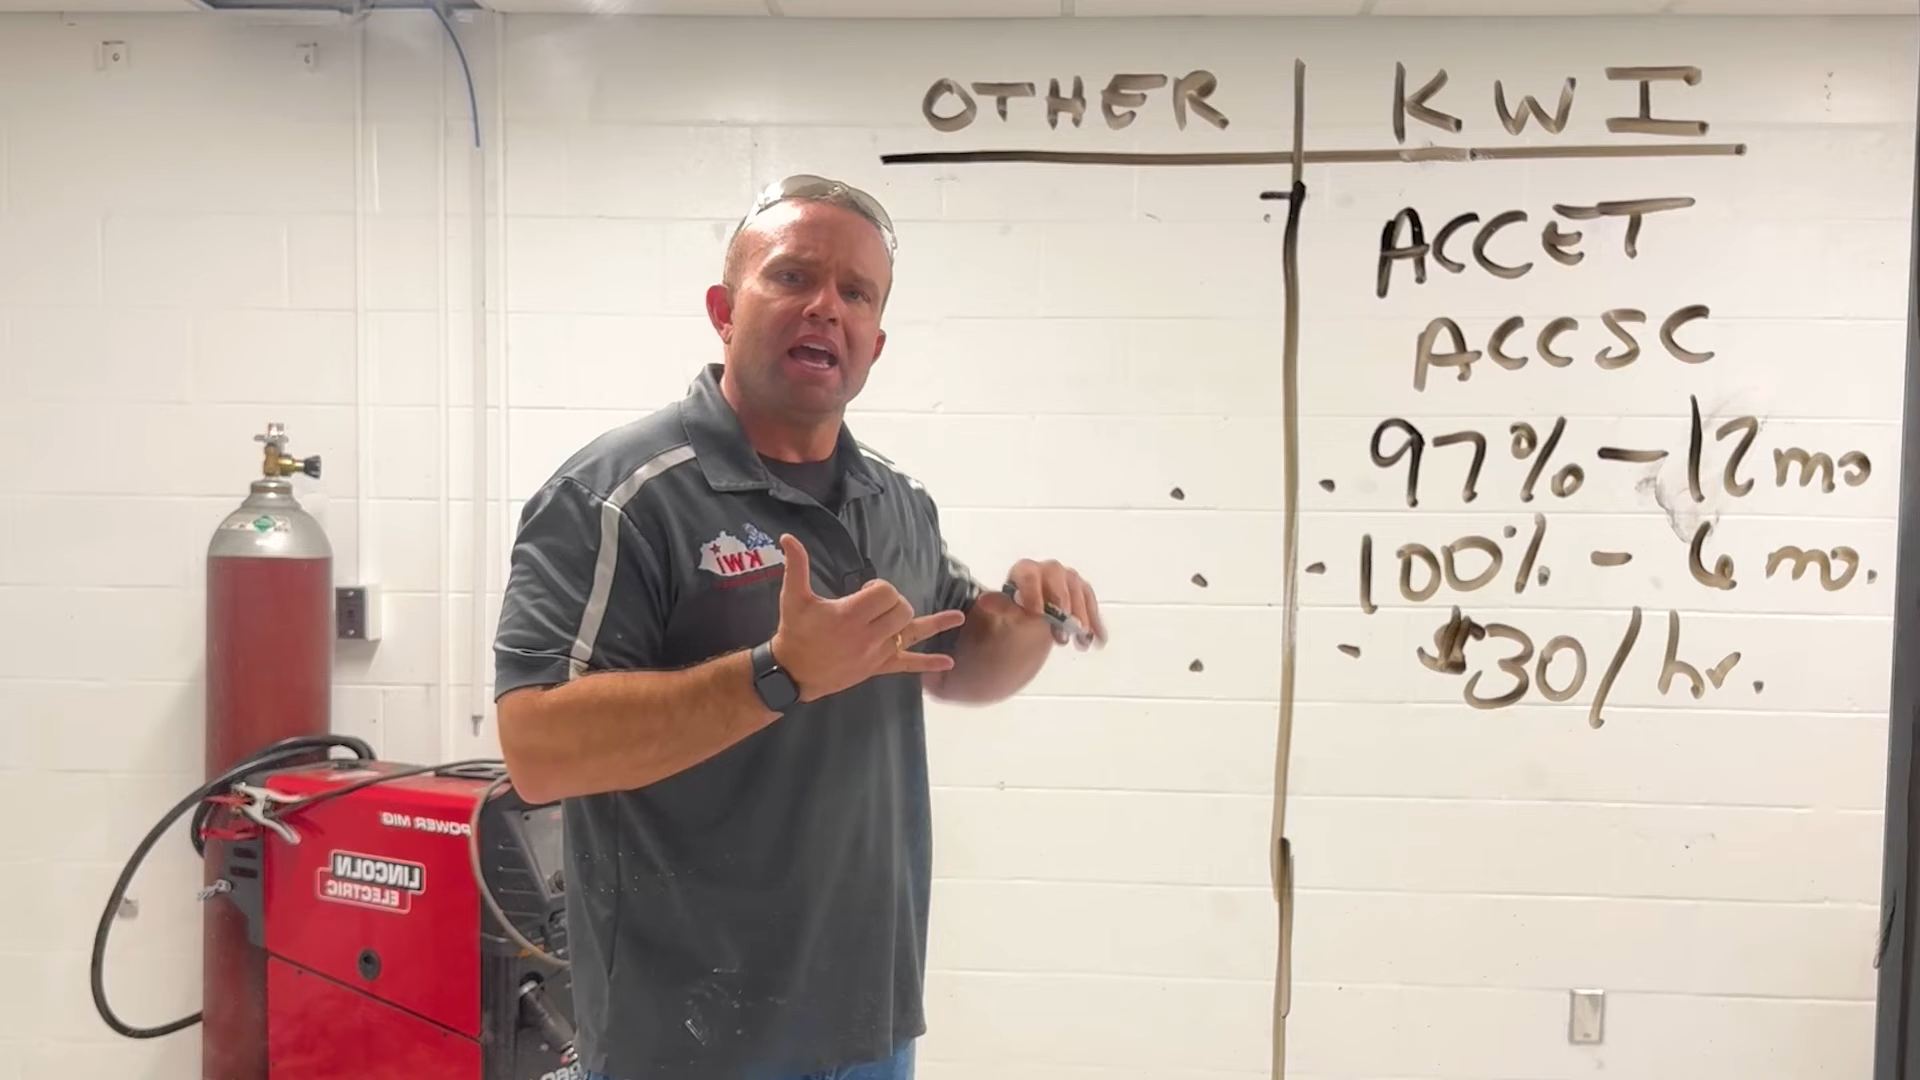 OTHER KWI
ACCET
ACCSC
. . 97% - 12 mo
. . 100% - 6 mo.
. . $30/hr.
KWI
POWER MIG
LINCOLN
ELECTRIC